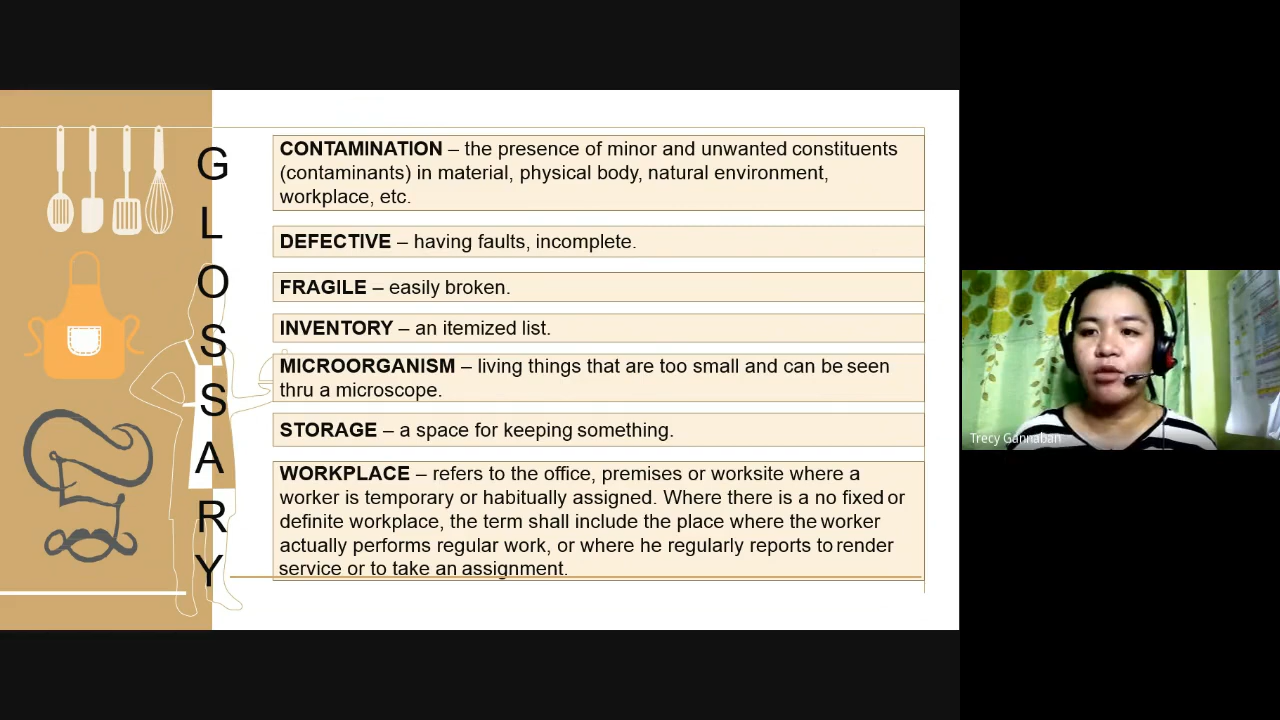 GLOSSARY
CONTAMINATION – the presence of minor and unwanted constituents
(contaminants) in material, physical body, natural environment,
workplace, etc.
DEFECTIVE – having faults, incomplete.
FRAGILE – easily broken.
INVENTORY – an itemized list.
MICROORGANISM – living things that are too small and can be seen
thru a microscope.
STORAGE – a space for keeping something.
WORKPLACE – refers to the office, premises or worksite where a
worker is temporary or habitually assigned. Where there is a no fixed or
definite workplace, the term shall include the place where the worker
actually performs regular work, or where he regularly reports to render
service or to take an assignment.
Trecy Gannaban